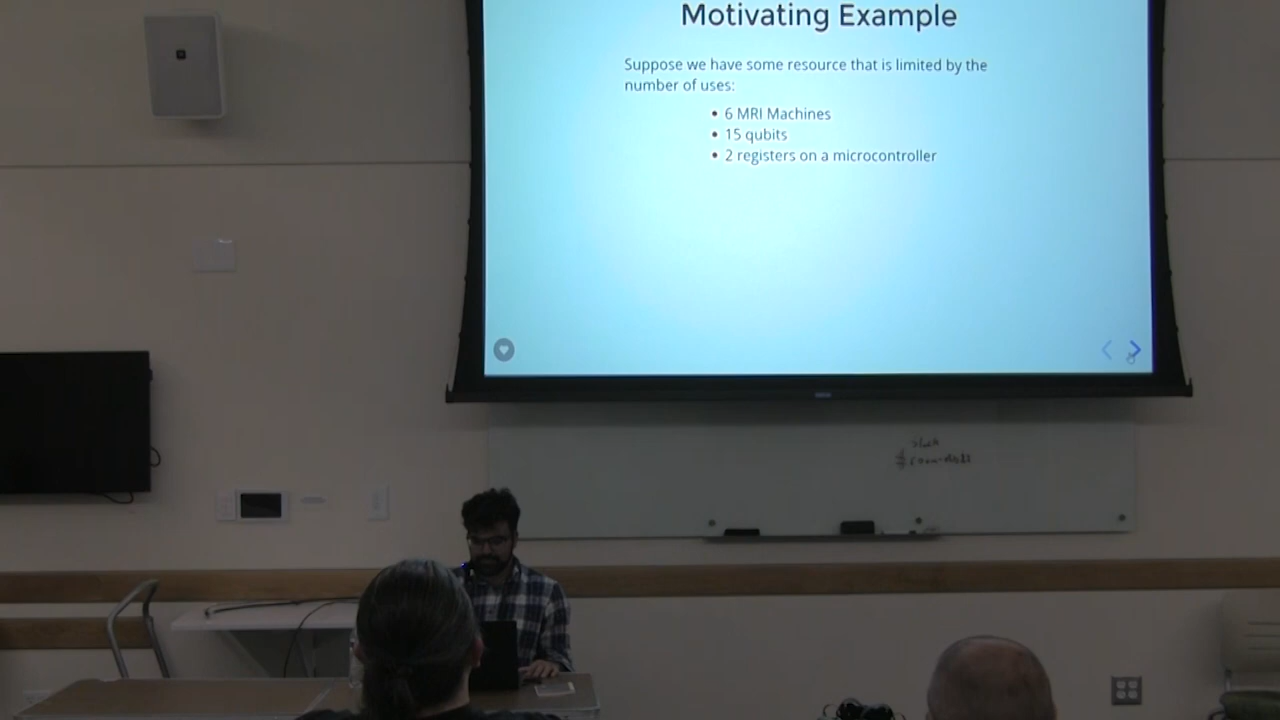 Motivating Example
Suppose we have some resource that is limited by the
number of uses:
• 6 MRI Machines
• 15 qubits
• 2 registers on a microcontroller